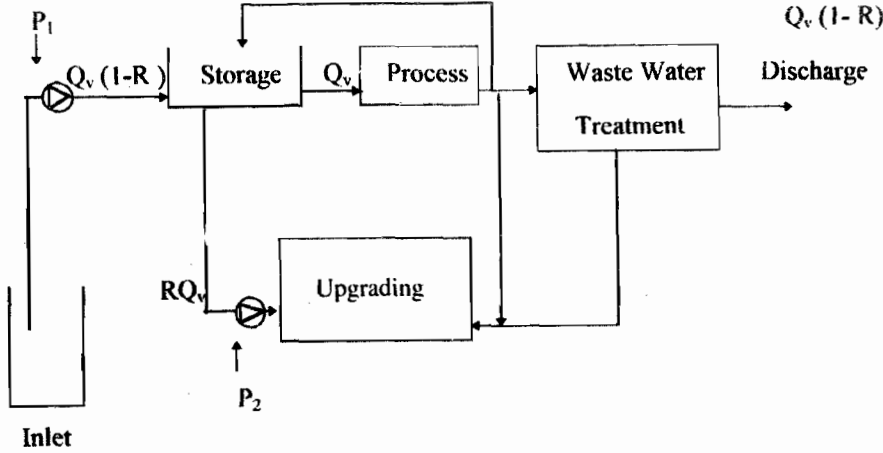 P₁
Qᵥ (1- R)
Qᵥ (1-R )
Storage
Qᵥ
Process
Waste Water
Treatment
Discharge
RQᵥ
Upgrading
P₂
Inlet